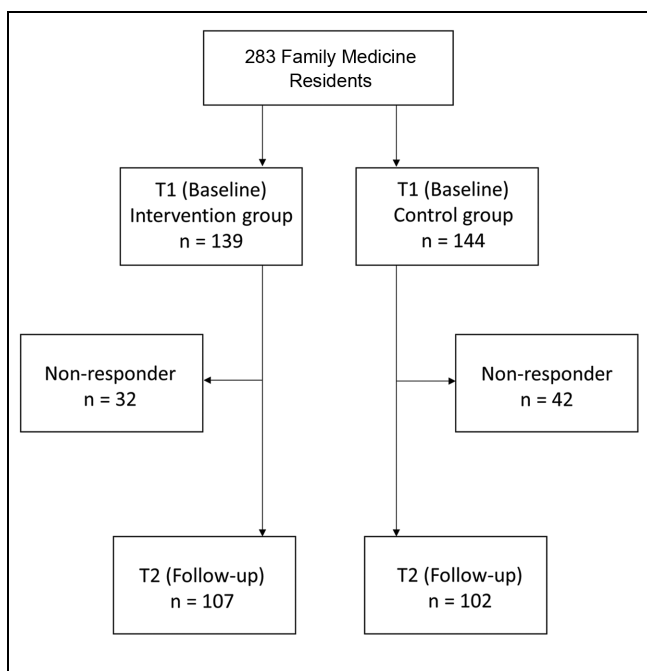 283 Family Medicine
Residents
T1 (Baseline)
Intervention group
n = 139
T1 (Baseline)
Control group
n = 144
Non-responder
n = 32
Non-responder
n = 42
T2 (Follow-up)
n = 107
T2 (Follow-up)
n = 102